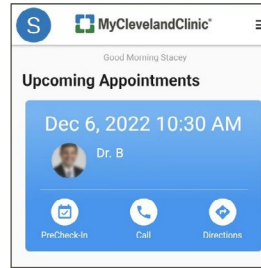 S MyClevelandClinic®
Good Morning Stacey
Upcoming Appointments
Dec 6, 2022 10:30 AM
Dr. B
PreCheck-In Call Directions